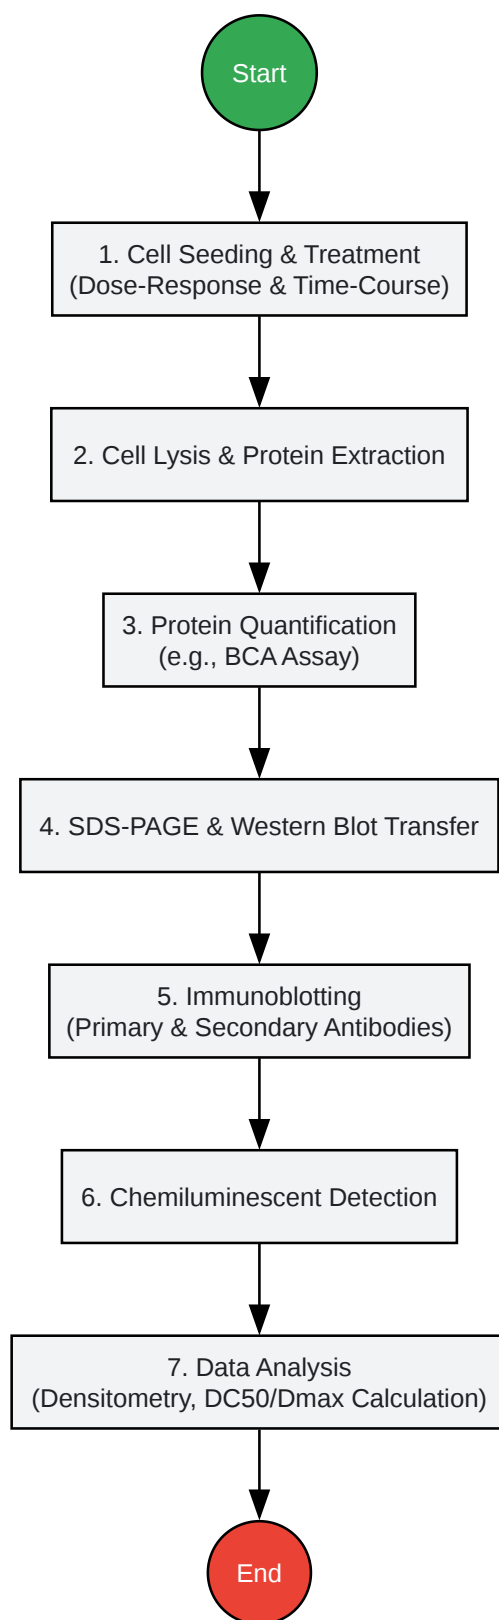 Start
1. Cell Seeding & Treatment
(Dose-Response & Time-Course)
2. Cell Lysis & Protein Extraction
3. Protein Quantification
(e.g., BCA Assay)
4. SDS-PAGE & Western Blot Transfer
5. Immunoblotting
(Primary & Secondary Antibodies)
6. Chemiluminescent Detection
7. Data Analysis
(Densitometry, DC50/Dmax Calculation)
End